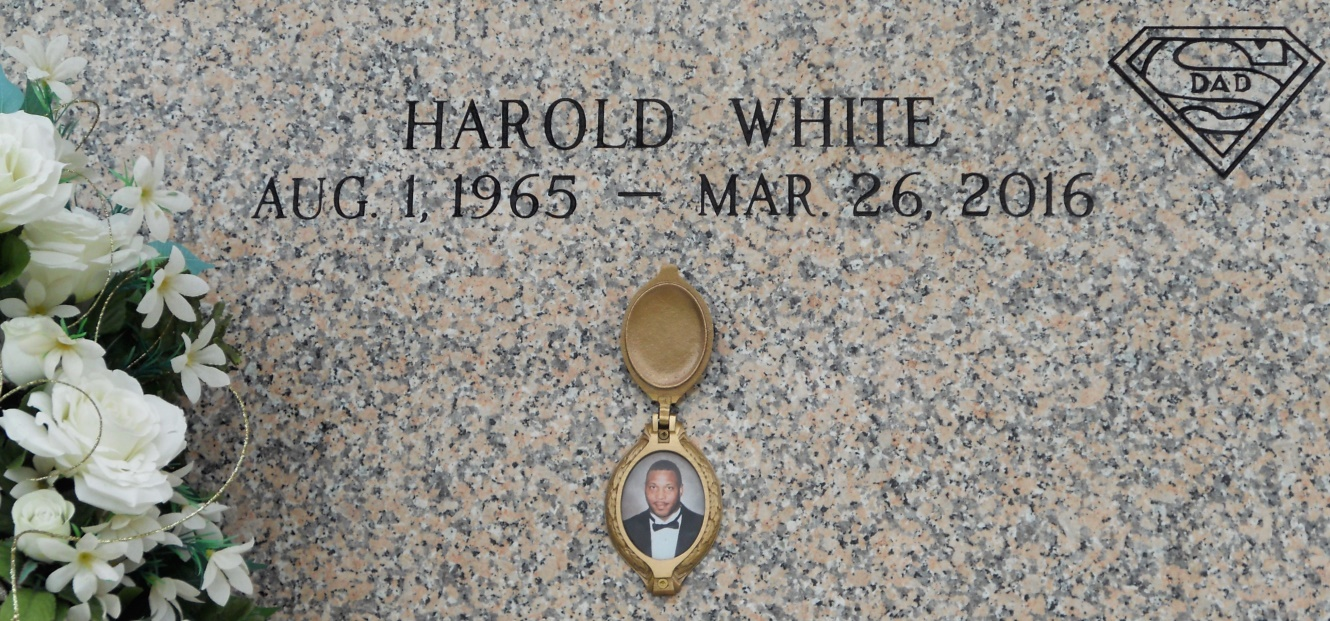 HAROLD WHITE
AUG. 1, 1965 — MAR. 26, 2016
DAD